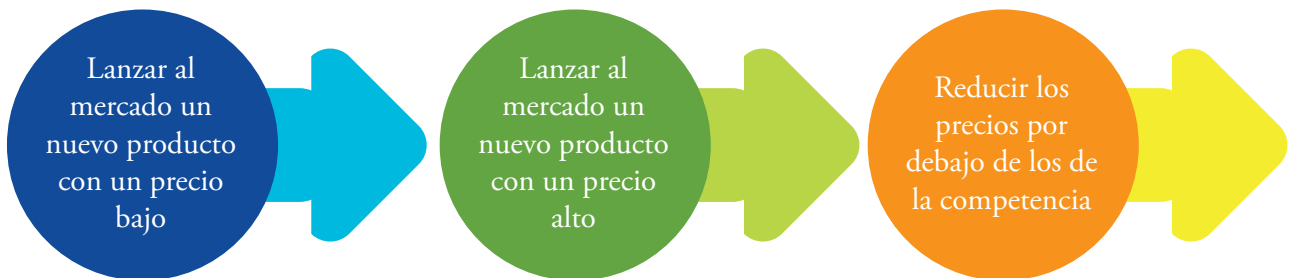 Lanzar al
mercado un
nuevo producto
con un precio
bajo
Lanzar al
mercado un
nuevo producto
con un precio
alto
Reducir los
precios por
debajo de los de
la competencia